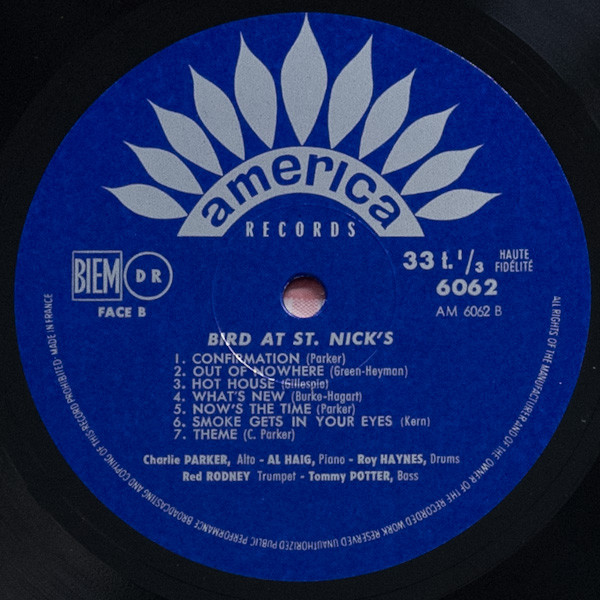 america
RECORDS
BIEM DR
FACE B
33 t. 1/3 HAUTE FIDÉLITÉ
6062
AM 6062 B
BIRD AT ST. NICK'S
1. CONFIRMATION (Parker)
2. OUT OF NOWHERE (Green-Heyman)
3. HOT HOUSE (Gillespie)
4. WHAT'S NEW (Burke-Hagart)
5. NOW'S THE TIME (Parker)
6. SMOKE GETS IN YOUR EYES (Kern)
7. THEME (C. Parker)
Charlie PARKER, Alto - AL HAIG, Piano - Roy HAYNES, Drums
Red RODNEY Trumpet - Tommy POTTER, Bass
ALL RIGHTS OF THE MANUFACTURER AND OF THE OWNER OF THE RECORDED WORK RESERVED UNAUTHORIZED PUBLIC PERFORMANCE BROADCASTING AND COPYING OF THIS RECORD PROHIBITED · MADE IN FRANCE